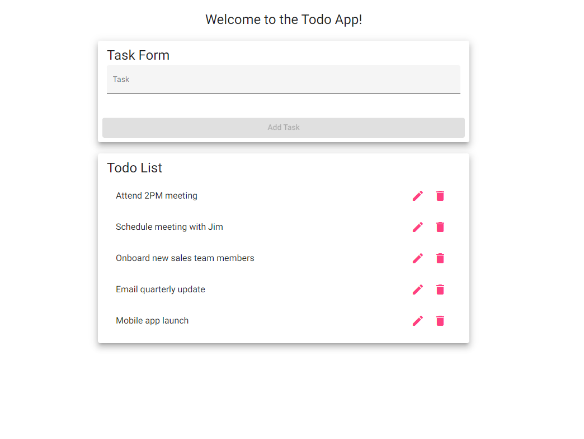 Welcome to the Todo App!
Task Form
Task
Add Task
Todo List
Attend 2PM meeting
Schedule meeting with Jim
Onboard new sales team members
Email quarterly update
Mobile app launch